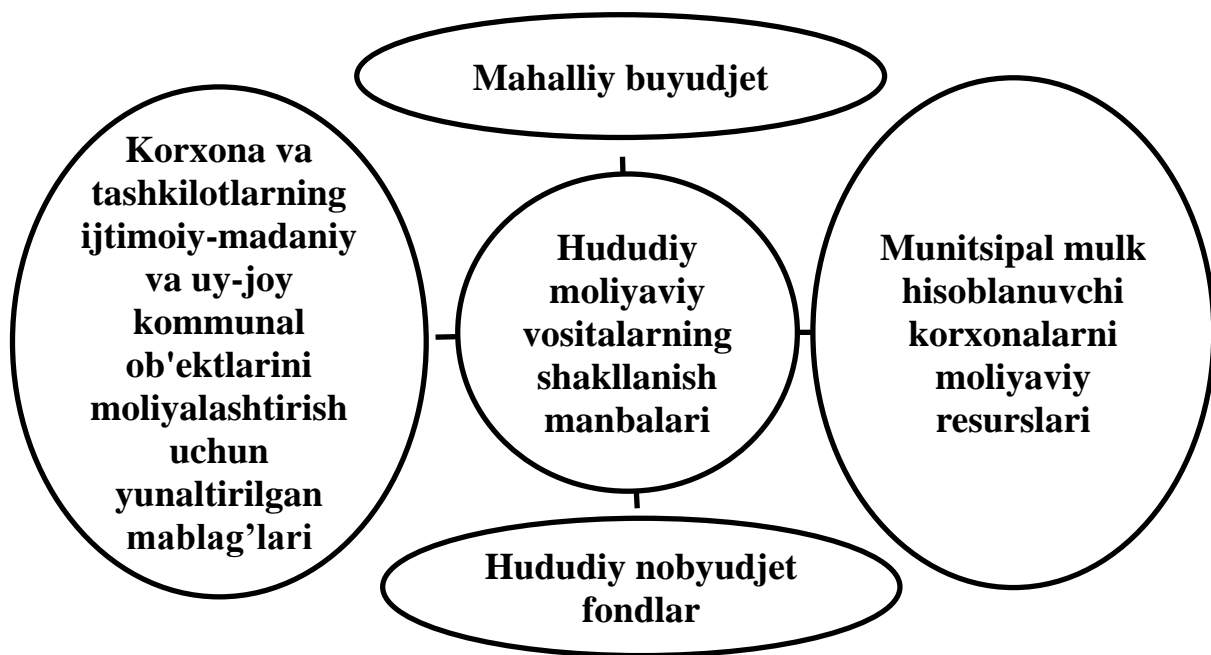 Mahalliy buyudjet
Korxona va
tashkilotlarning
ijtimoiy-madaniy
va uy-joy
kommunal
ob'ektlarini
moliyalashtirish
uchun
yunaltirilgan
mablag’lari
Hududiy
moliyaviy
vositalarning
shakllanish
manbalari
Munitsipal mulk
hisoblanuvchi
korxonalarni
moliyaviy
resurslari
Hududiy nobyudjet
fondlar